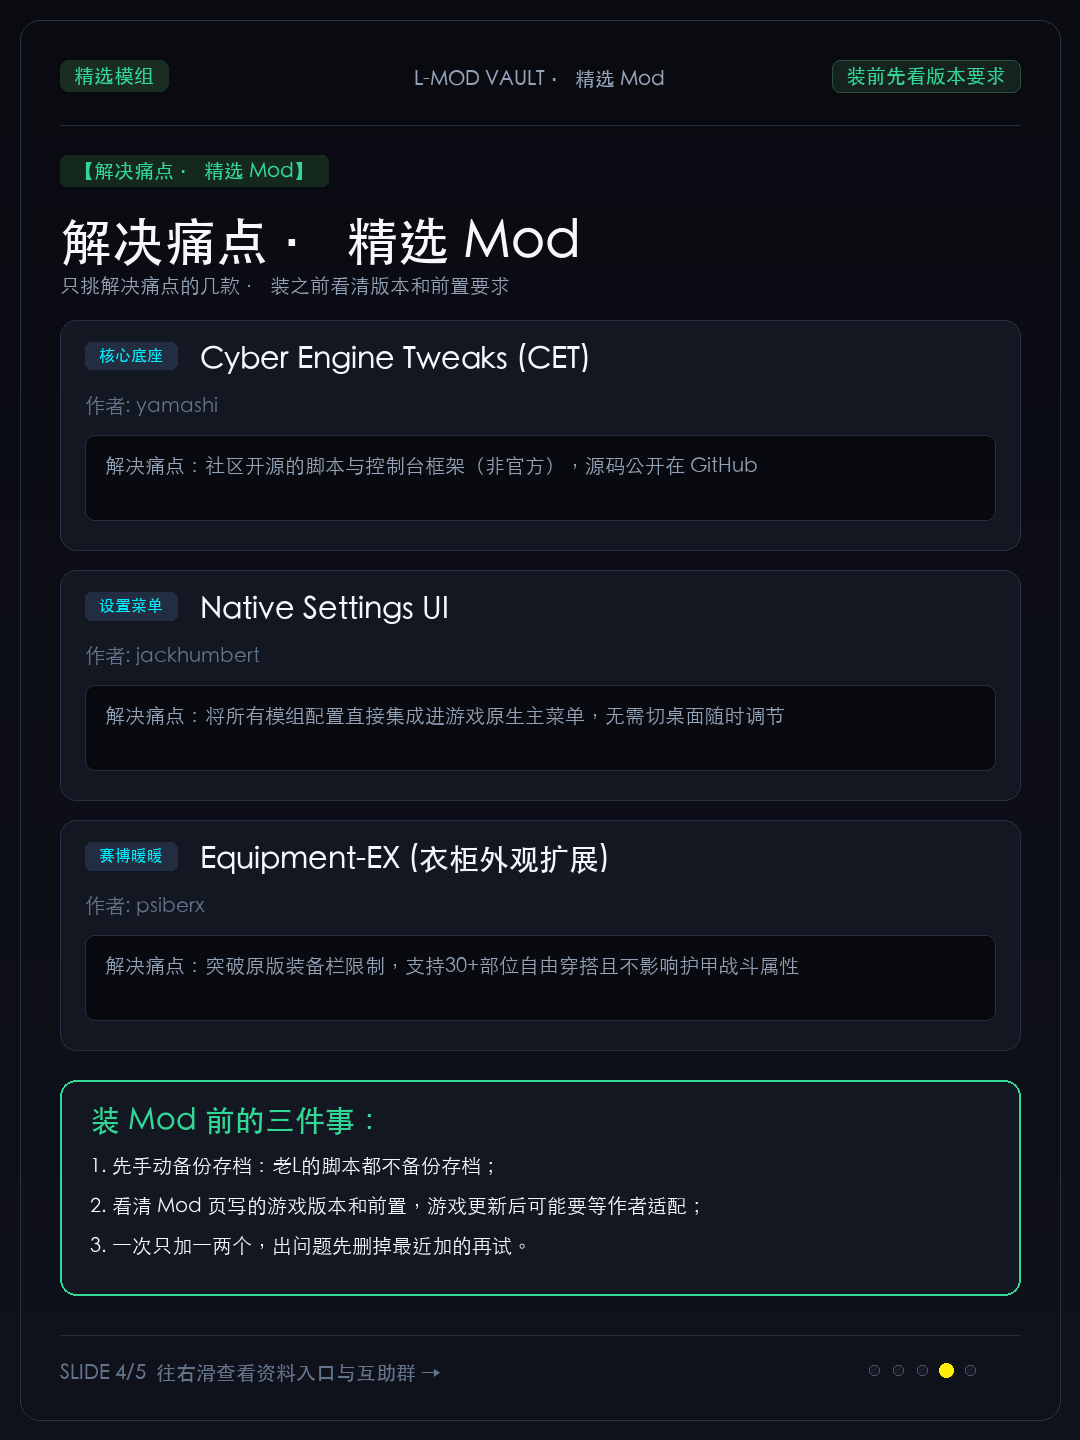 精选模组
L-MOD VAULT · 精选 Mod
装前先看版本要求
【解决痛点 · 精选 Mod】
解决痛点 · 精选 Mod
只挑解决痛点的几款 · 装之前看清版本和前置要求
核心底座
Cyber Engine Tweaks (CET)
作者: yamashi
解决痛点：社区开源的脚本与控制台框架（非官方），源码公开在 GitHub
设置菜单
Native Settings UI
作者: jackhumbert
解决痛点：将所有模组配置直接集成进游戏原生主菜单，无需切桌面随时调节
赛博暖暖
Equipment-EX (衣柜外观扩展)
作者: psiberx
解决痛点：突破原版装备栏限制，支持30+部位自由穿搭且不影响护甲战斗属性
装 Mod 前的三件事：
1. 先手动备份存档：老L的脚本都不备份存档；
2. 看清 Mod 页写的游戏版本和前置，游戏更新后可能要等作者适配；
3. 一次只加一两个，出问题先删掉最近加的再试。
SLIDE 4/5 往右滑查看资料入口与互助群 →